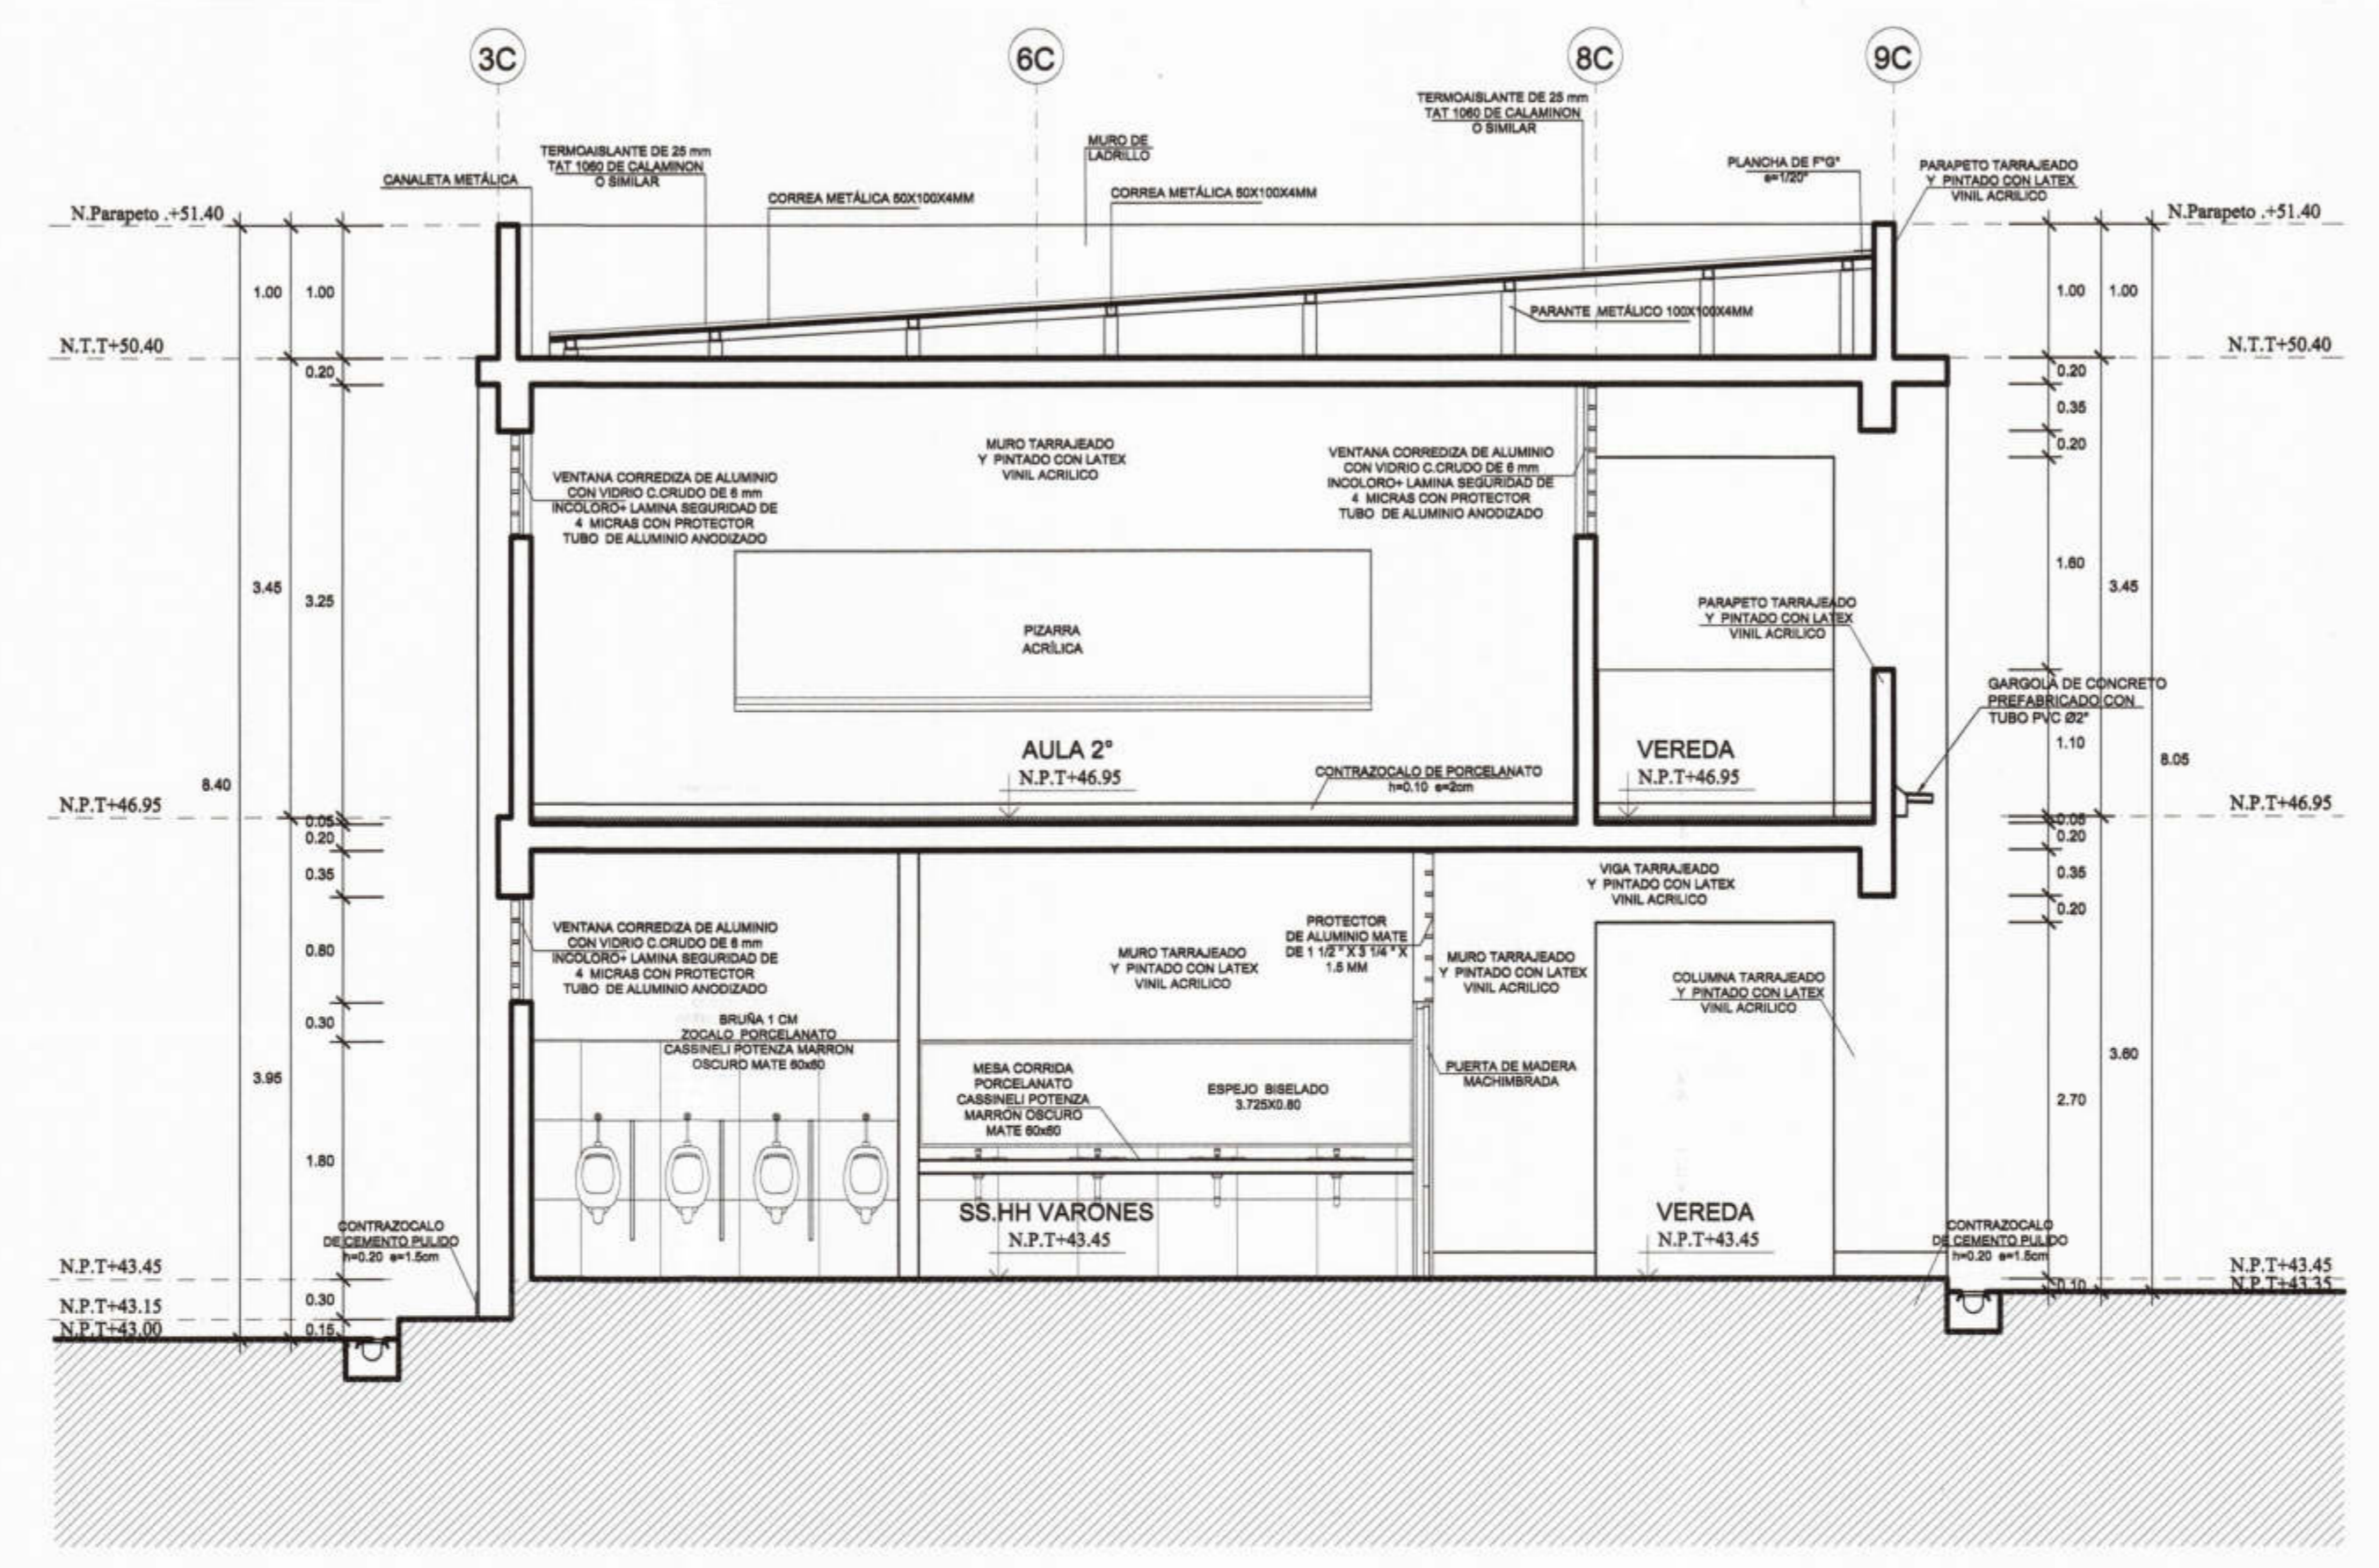 3C
6C
8C
9C
TERMOAISLANTE DE 25 mm
TAT 1060 DE CALAMINON
O SIMILAR
MURO DE
LADRILLO
TERMOAISLANTE DE 25 mm
TAT 1060 DE CALAMINON
O SIMILAR
CANALETA METÁLICA
PLANCHA DE F°G°
e=1/20"
PARAPETO TARRAJEADO
Y PINTADO CON LATEX
VINIL ACRILICO
CORREA METÁLICA 50X100X4MM
CORREA METÁLICA 50X100X4MM
N.Parapeto .+51.40
N.Parapeto .+51.40
1.00
1.00
1.00
1.00
PARANTE METÁLICO 100X100X4MM
N.T.T+50.40
N.T.T+50.40
0.20
0.20
0.35
0.20
MURO TARRAJEADO
Y PINTADO CON LATEX
VINIL ACRILICO
VENTANA CORREDIZA DE ALUMINIO
CON VIDRIO C.CRUDO DE 6 mm
INCOLORO+ LAMINA SEGURIDAD DE
4 MICRAS CON PROTECTOR
TUBO DE ALUMINIO ANODIZADO
VENTANA CORREDIZA DE ALUMINIO
CON VIDRIO C.CRUDO DE 6 mm
INCOLORO+ LAMINA SEGURIDAD DE
4 MICRAS CON PROTECTOR
TUBO DE ALUMINIO ANODIZADO
3.45
3.25
1.60
3.45
PARAPETO TARRAJEADO
Y PINTADO CON LATEX
VINIL ACRILICO
PIZARRA
ACRÍLICA
GARGOLA DE CONCRETO
PREFABRICADO CON
TUBO PVC Ø2"
1.10
8.05
8.40
AULA 2°
N.P.T+46.95
CONTRAZOCALO DE PORCELANATO
h=0.10 e=2cm
VEREDA
N.P.T+46.95
N.P.T+46.95
N.P.T+46.95
0.05
0.20
0.35
0.05
0.20
0.35
0.20
VIGA TARRAJEADO
Y PINTADO CON LATEX
VINIL ACRILICO
VENTANA CORREDIZA DE ALUMINIO
CON VIDRIO C.CRUDO DE 6 mm
INCOLORO+ LAMINA SEGURIDAD DE
4 MICRAS CON PROTECTOR
TUBO DE ALUMINIO ANODIZADO
MURO TARRAJEADO
Y PINTADO CON LATEX
VINIL ACRILICO
PROTECTOR
DE ALUMINIO MATE
DE 1 1/2 " X 3 1/4 " X
1.5 MM
MURO TARRAJEADO
Y PINTADO CON LATEX
VINIL ACRILICO
COLUMNA TARRAJEADO
Y PINTADO CON LATEX
VINIL ACRILICO
0.80
0.30
BRUÑA 1 CM
ZOCALO PORCELANATO
CASSINELI POTENZA MARRON
OSCURO MATE 60x60
MESA CORRIDA
PORCELANATO
CASSINELI POTENZA
MARRON OSCURO
MATE 60x60
ESPEJO BISELADO
3.725X0.80
PUERTA DE MADERA
MACHIMBRADA
3.95
3.60
2.70
1.80
SS.HH VARONES
N.P.T+43.45
VEREDA
N.P.T+43.45
CONTRAZOCALO
DE CEMENTO PULIDO
h=0.20 e=1.5cm
CONTRAZOCALO
DE CEMENTO PULIDO
h=0.20 e=1.5cm
N.P.T+43.45
N.P.T+43.15
N.P.T+43.00
0.30
0.15
0.10
N.P.T+43.45
N.P.T+43.35